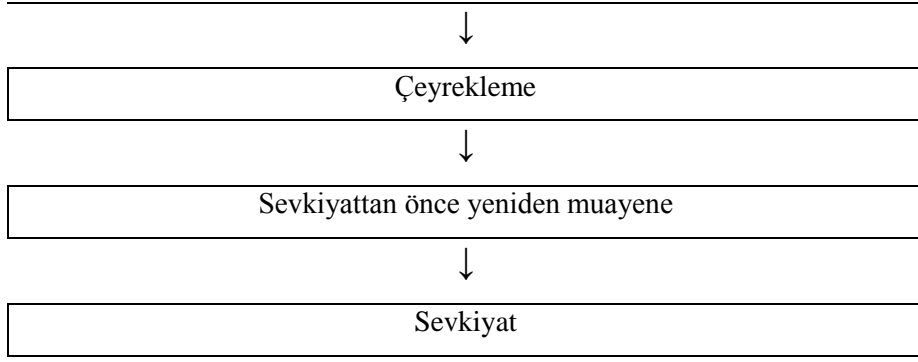 ↓
Çeyrekleme
↓
Sevkiyattan önce yeniden muayene
↓
Sevkiyat